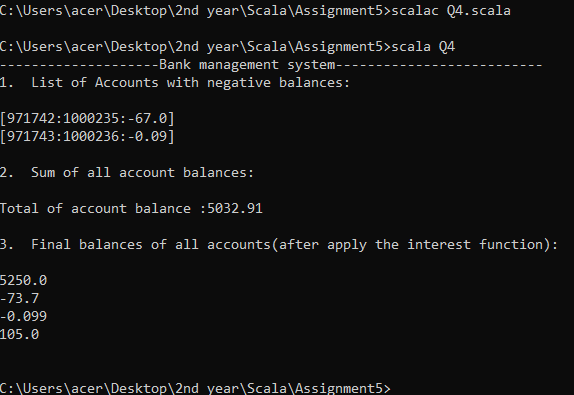 C:\Users\acer\Desktop\2nd year\Scala\Assignment5>scalac Q4.scala
C:\Users\acer\Desktop\2nd year\Scala\Assignment5>scala Q4
--------------------Bank management system--------------------------
1.  List of Accounts with negative balances:
[971742:1000235:-67.0]
[971743:1000236:-0.09]
2.  Sum of all account balances:
Total of account balance :5032.91
3.  Final balances of all accounts(after apply the interest function):
5250.0
-73.7
-0.099
105.0
C:\Users\acer\Desktop\2nd year\Scala\Assignment5>